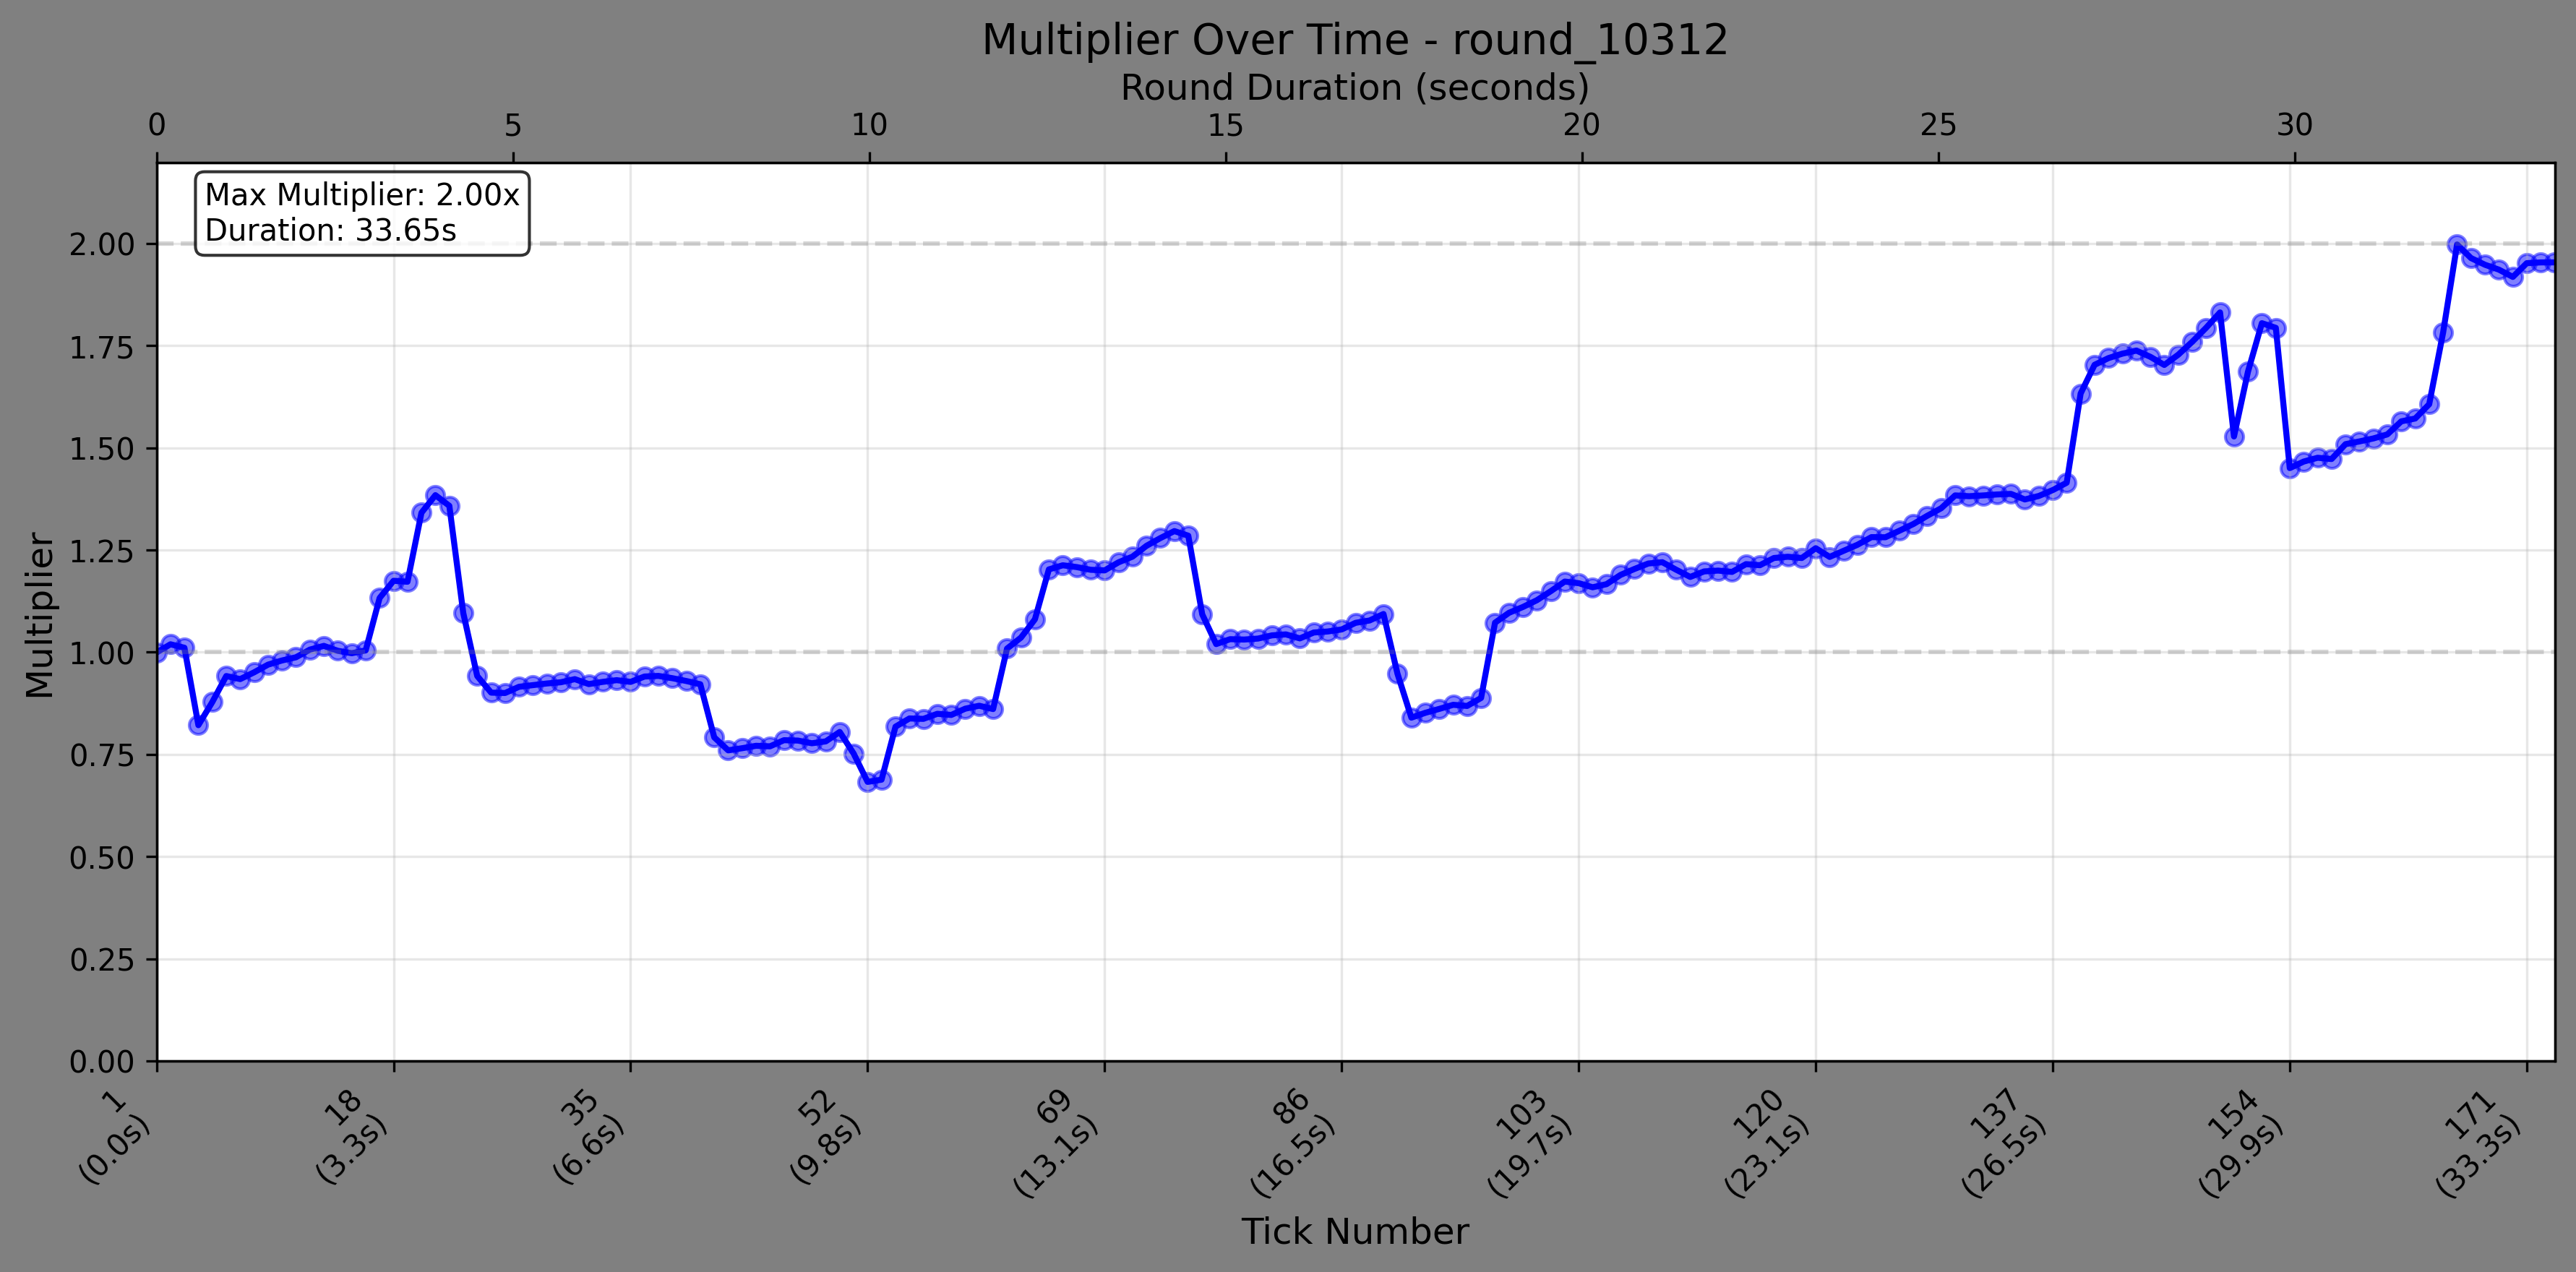 Multiplier Over Time - round_10312
Round Duration (seconds)
0 5 10 15 20 25 30
Max Multiplier: 2.00x
Duration: 33.65s
Multiplier
2.00
1.75
1.50
1.25
1.00
0.75
0.50
0.25
0.00
1
(0.0s)
18
(3.3s)
35
(6.6s)
52
(9.8s)
69
(13.1s)
86
(16.5s)
103
(19.7s)
120
(23.1s)
137
(26.5s)
154
(29.9s)
171
(33.3s)
Tick Number